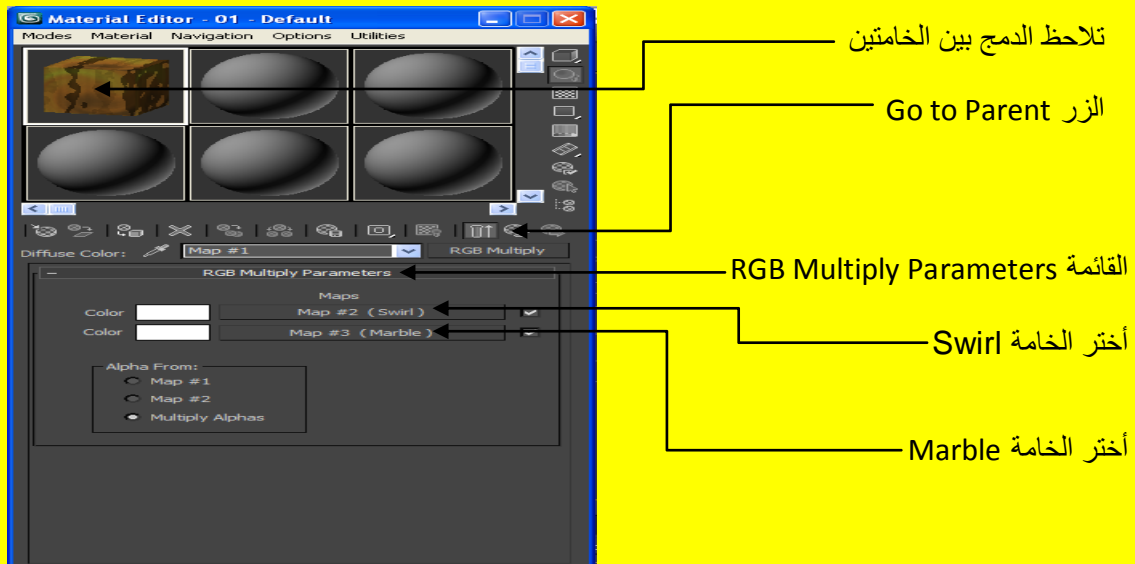 Material Editor - 01 - Default
Modes Material Navigation Options Utilities
تلاحظ الدمج بين الخامتين
الزر Go to Parent
Diffuse Color: Map #1 RGB Multiply
القائمة RGB Multiply Parameters
RGB Multiply Parameters
Maps
Color Map #2 ( Swirl )
Color Map #3 ( Marble )
أختر الخامة Swirl
Alpha From:
Map #1
Map #2
Multiply Alphas
أختر الخامة Marble